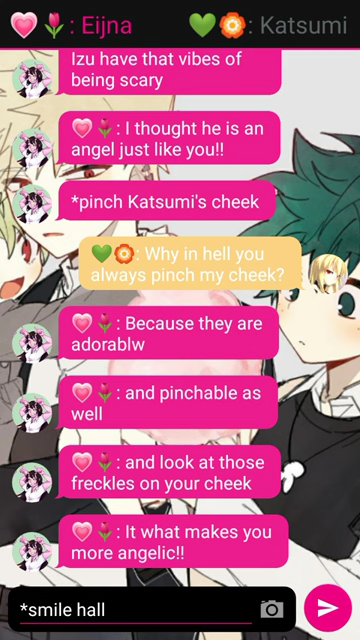 💗🌷: Eijna 💚🏵️: Katsumi
Izu have that vibes of
being scary
💗🌷: I thought he is an
angel just like you!!
*pinch Katsumi's cheek
💚🏵️: Why in hell you
always pinch my cheek?
💗🌷: Because they are
adorablw
💗🌷: and pinchable as
well
💗🌷: and look at those
freckles on your cheek
💗🌷: It what makes you
more angelic!!
*smile hall